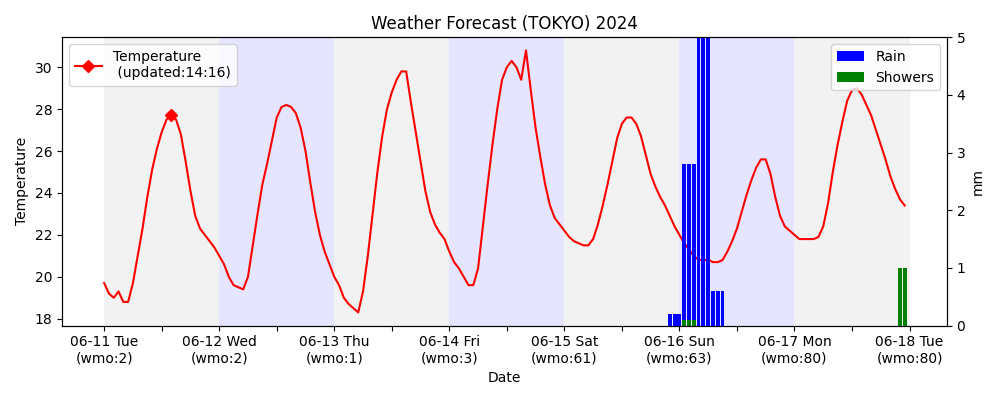 Weather Forecast (TOKYO) 2024
Temperature
(updated:14:16)
Rain
Showers
Temperature
30
28
26
24
22
20
18
5
4
3
2
1
0
mm
06-11 Tue
(wmo:2)
06-12 Wed
(wmo:2)
06-13 Thu
(wmo:1)
06-14 Fri
(wmo:3)
06-15 Sat
(wmo:61)
06-16 Sun
(wmo:63)
06-17 Mon
(wmo:80)
06-18 Tue
(wmo:80)
Date